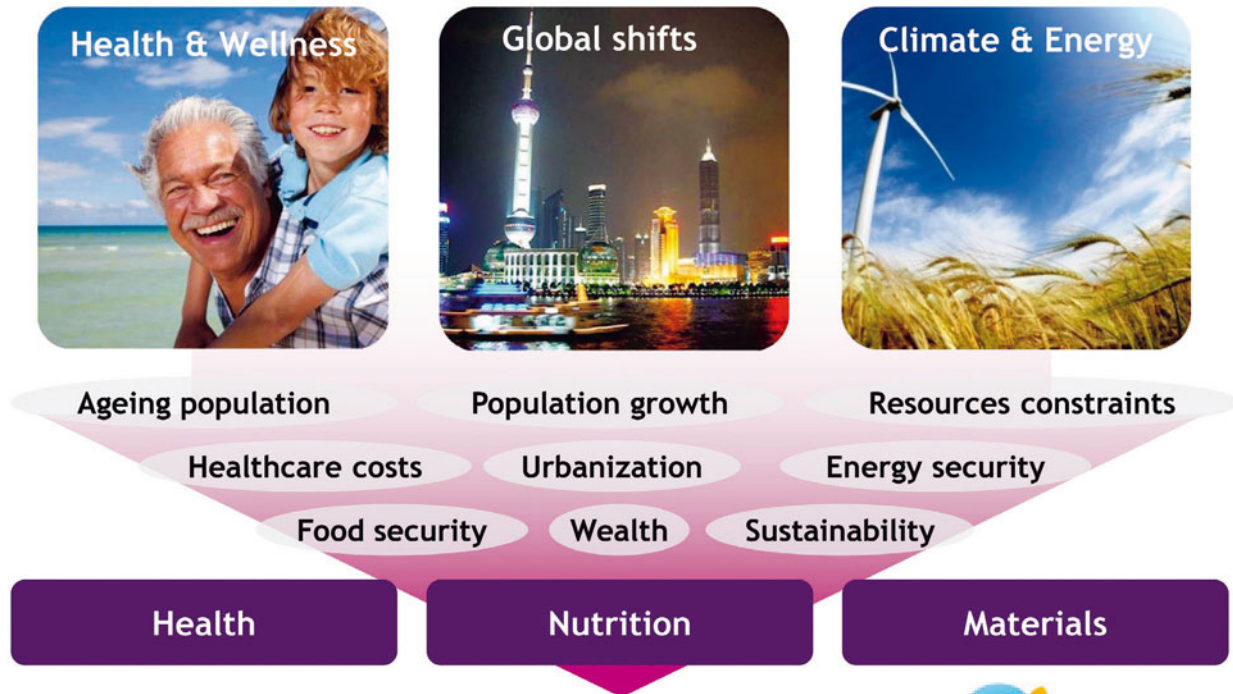 Health & Wellness
Global shifts
Climate & Energy
Ageing population
Population growth
Resources constraints
Healthcare costs
Urbanization
Energy security
Food security
Wealth
Sustainability
Health
Nutrition
Materials